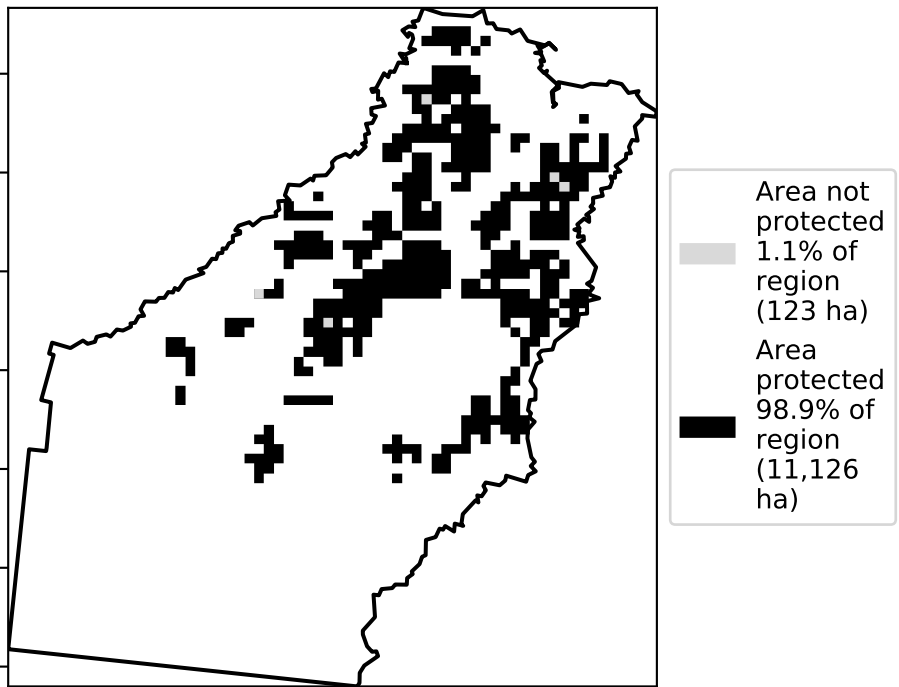 Area not
protected
1.1% of
region
(123 ha)
Area
protected
98.9% of
region
(11,126
ha)